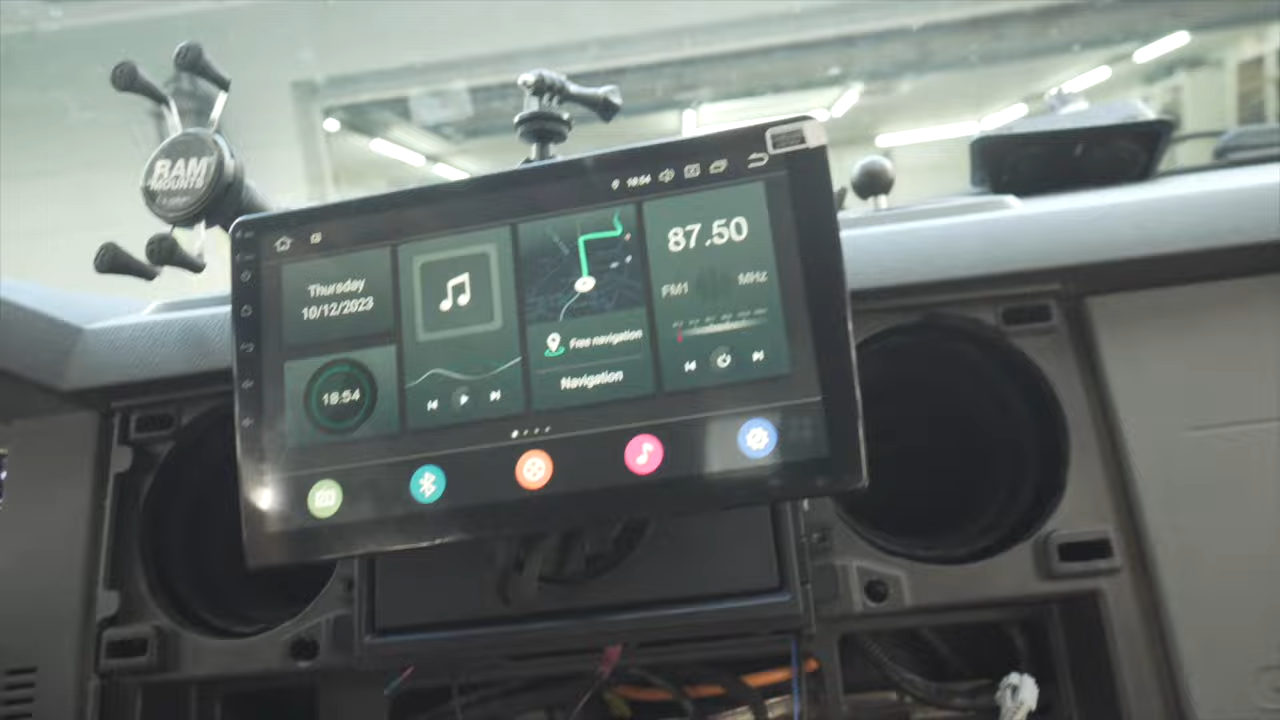 RAM
MOUNTS
18:54
Thursday
10/12/2023
18:54
Free navigation
Navigation
87.50
FM1 MHz